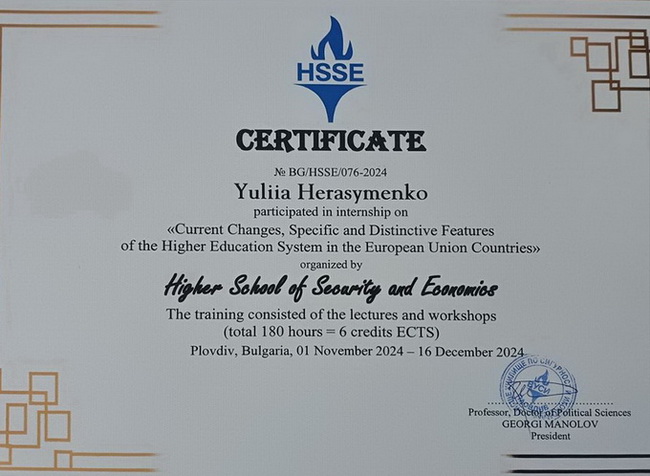 HSSE
CERTIFICATE
№ BG/HSSE/076-2024
Yuliia Herasymenko
participated in internship on
«Current Changes, Specific and Distinctive Features
of the Higher Education System in the European Union Countries»
organized by
Higher School of Security and Economics
The training consisted of the lectures and workshops
(total 180 hours = 6 credits ECTS)
Plovdiv, Bulgaria, 01 November 2024 – 16 December 2024
ВУСИ
Professor, Doctor of Political Sciences
GEORGI MANOLOV
President